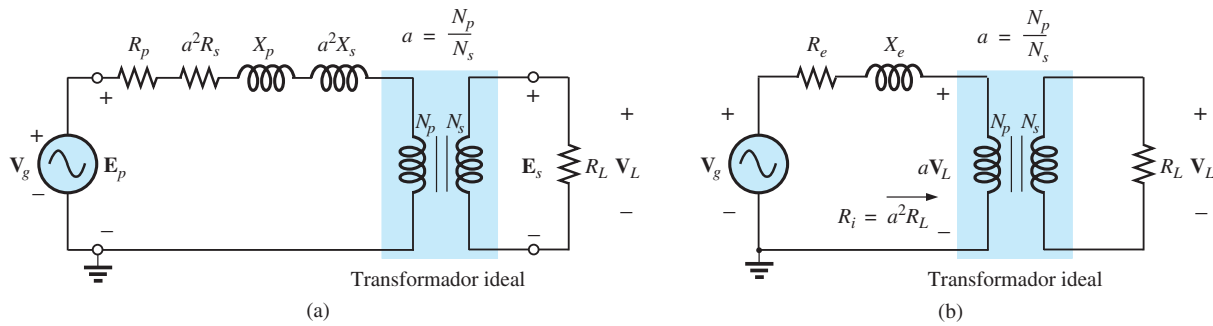 R_p a²R_s X_p a²X_s
a = N_p / N_s
+ +
N_p N_s
+ +
V_g E_p E_s R_L V_L
– –
– –
Transformador ideal
(a)
R_e X_e
a = N_p / N_s
+ + +
N_p N_s
V_g aV_L R_L V_L
– –
R_i = a²R_L
–
Transformador ideal
(b)